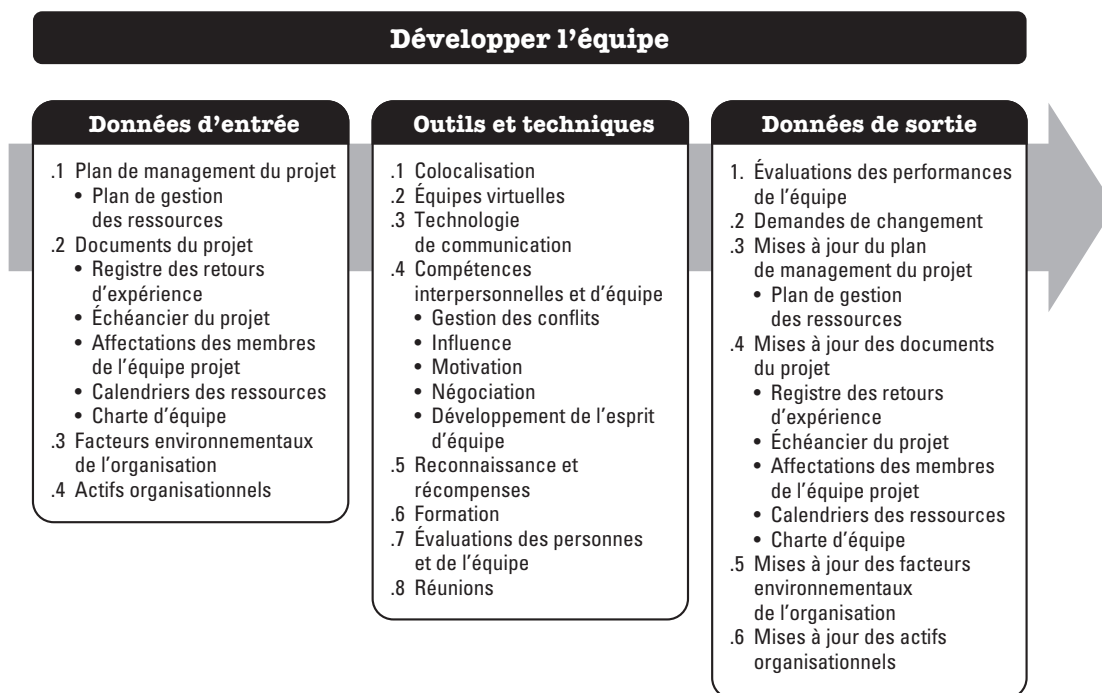 Développer l’équipe
Données d’entrée
.1 Plan de management du projet
• Plan de gestion
des ressources
.2 Documents du projet
• Registre des retours
d’expérience
• Échéancier du projet
• Affectations des membres
de l’équipe projet
• Calendriers des ressources
• Charte d’équipe
.3 Facteurs environnementaux
de l’organisation
.4 Actifs organisationnels
Outils et techniques
.1 Colocalisation
.2 Équipes virtuelles
.3 Technologie
de communication
.4 Compétences
interpersonnelles et d’équipe
• Gestion des conflits
• Influence
• Motivation
• Négociation
• Développement de l’esprit
d’équipe
.5 Reconnaissance et
récompenses
.6 Formation
.7 Évaluations des personnes
et de l’équipe
.8 Réunions
Données de sortie
1. Évaluations des performances
de l’équipe
.2 Demandes de changement
.3 Mises à jour du plan
de management du projet
• Plan de gestion
des ressources
.4 Mises à jour des documents
du projet
• Registre des retours
d’expérience
• Échéancier du projet
• Affectations des membres
de l’équipe projet
• Calendriers des ressources
• Charte d’équipe
.5 Mises à jour des facteurs
environnementaux
de l’organisation
.6 Mises à jour des actifs
organisationnels